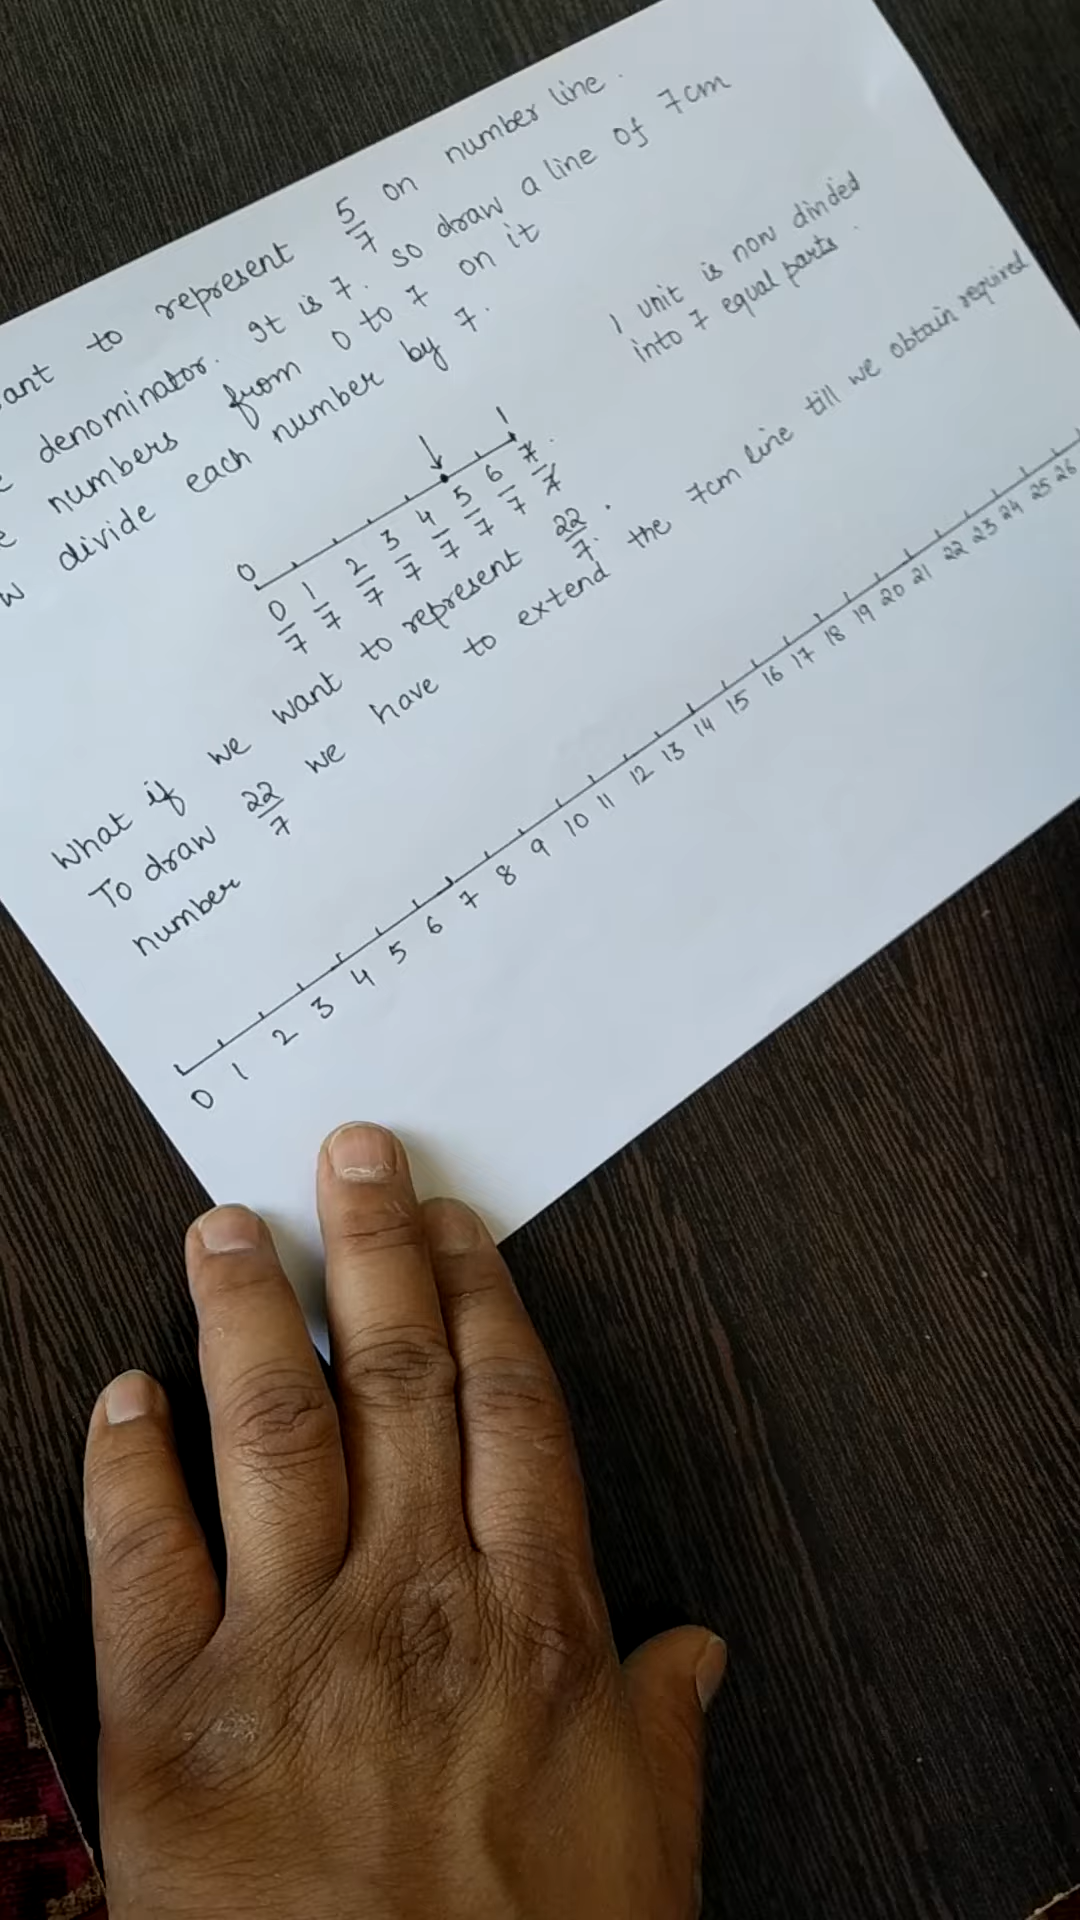 to represent 5/7 on number line.
denominator. It is 7. so draw a line of 7cm
numbers from 0 to 7 on it
divide each number by 7.
1 unit is now divided
into 7 equal parts.
0 1
0/7 1/7 2/7 3/7 4/7 5/7 6/7 7/7
What if we want to represent 22/7.
To draw 22/7 we have to extend the 7cm line till we obtain required
number
0 1 2 3 4 5 6 7 8 9 10 11 12 13 14 15 16 17 18 19 20 21 22 23 24 25 26